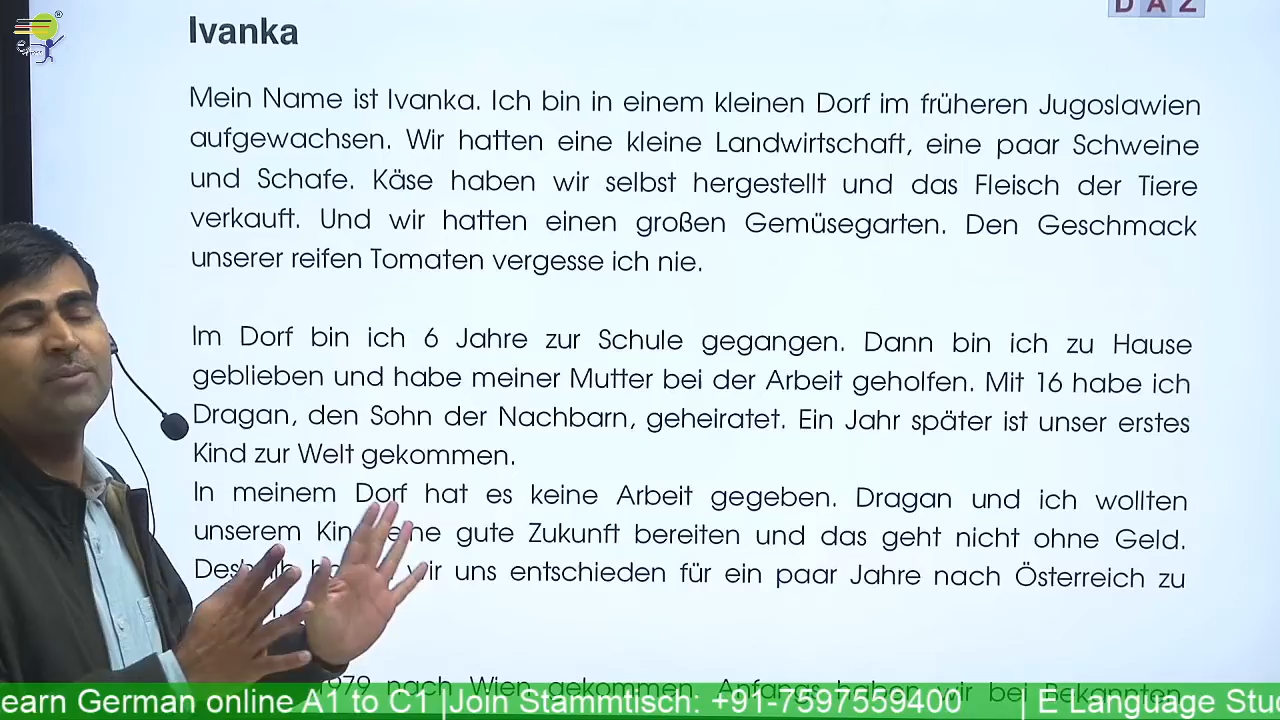 DAZ
Ivanka
Mein Name ist Ivanka. Ich bin in einem kleinen Dorf im früheren Jugoslawien
aufgewachsen. Wir hatten eine kleine Landwirtschaft, eine paar Schweine
und Schafe. Käse haben wir selbst hergestellt und das Fleisch der Tiere
verkauft. Und wir hatten einen großen Gemüsegarten. Den Geschmack
unserer reifen Tomaten vergesse ich nie.
Im Dorf bin ich 6 Jahre zur Schule gegangen. Dann bin ich zu Hause
geblieben und habe meiner Mutter bei der Arbeit geholfen. Mit 16 habe ich
Dragan, den Sohn der Nachbarn, geheiratet. Ein Jahr später ist unser erstes
Kind zur Welt gekommen.
In meinem Dorf hat es keine Arbeit gegeben. Dragan und ich wollten
unserem gute Zukunft bereiten und das geht nicht ohne Geld.
wir uns entschieden für ein paar Jahre nach Österreich zu
nach Wien gekommen. Anfangs haben wir bei Bekannten
earn German online A1 to C1 |Join Stammtisch: +91-7597559400 | E Language Stu